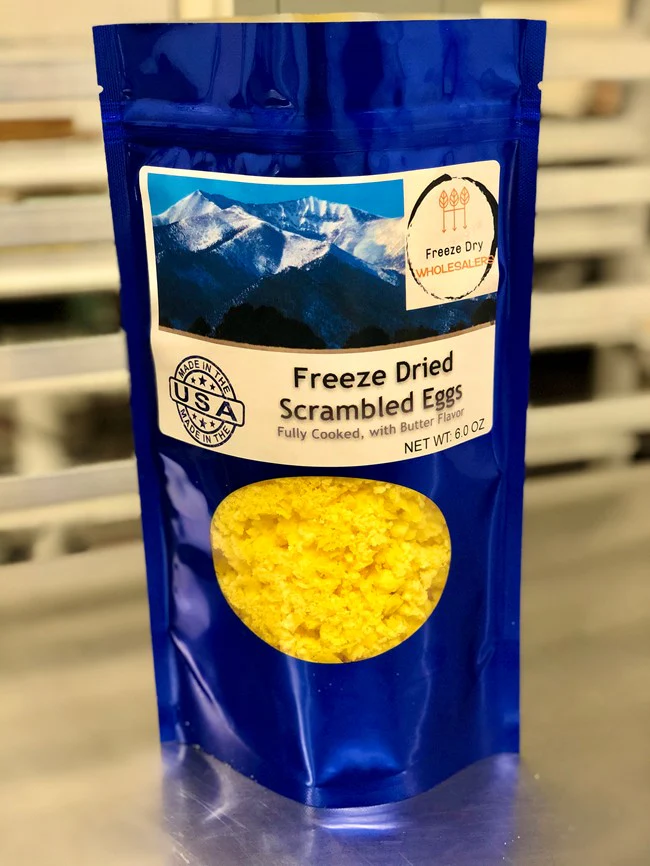 Freeze Dry
WHOLESALERS
MADE IN THE
USA
MADE IN THE
Freeze Dried
Scrambled Eggs
Fully Cooked, with Butter Flavor
NET WT: 6.0 OZ